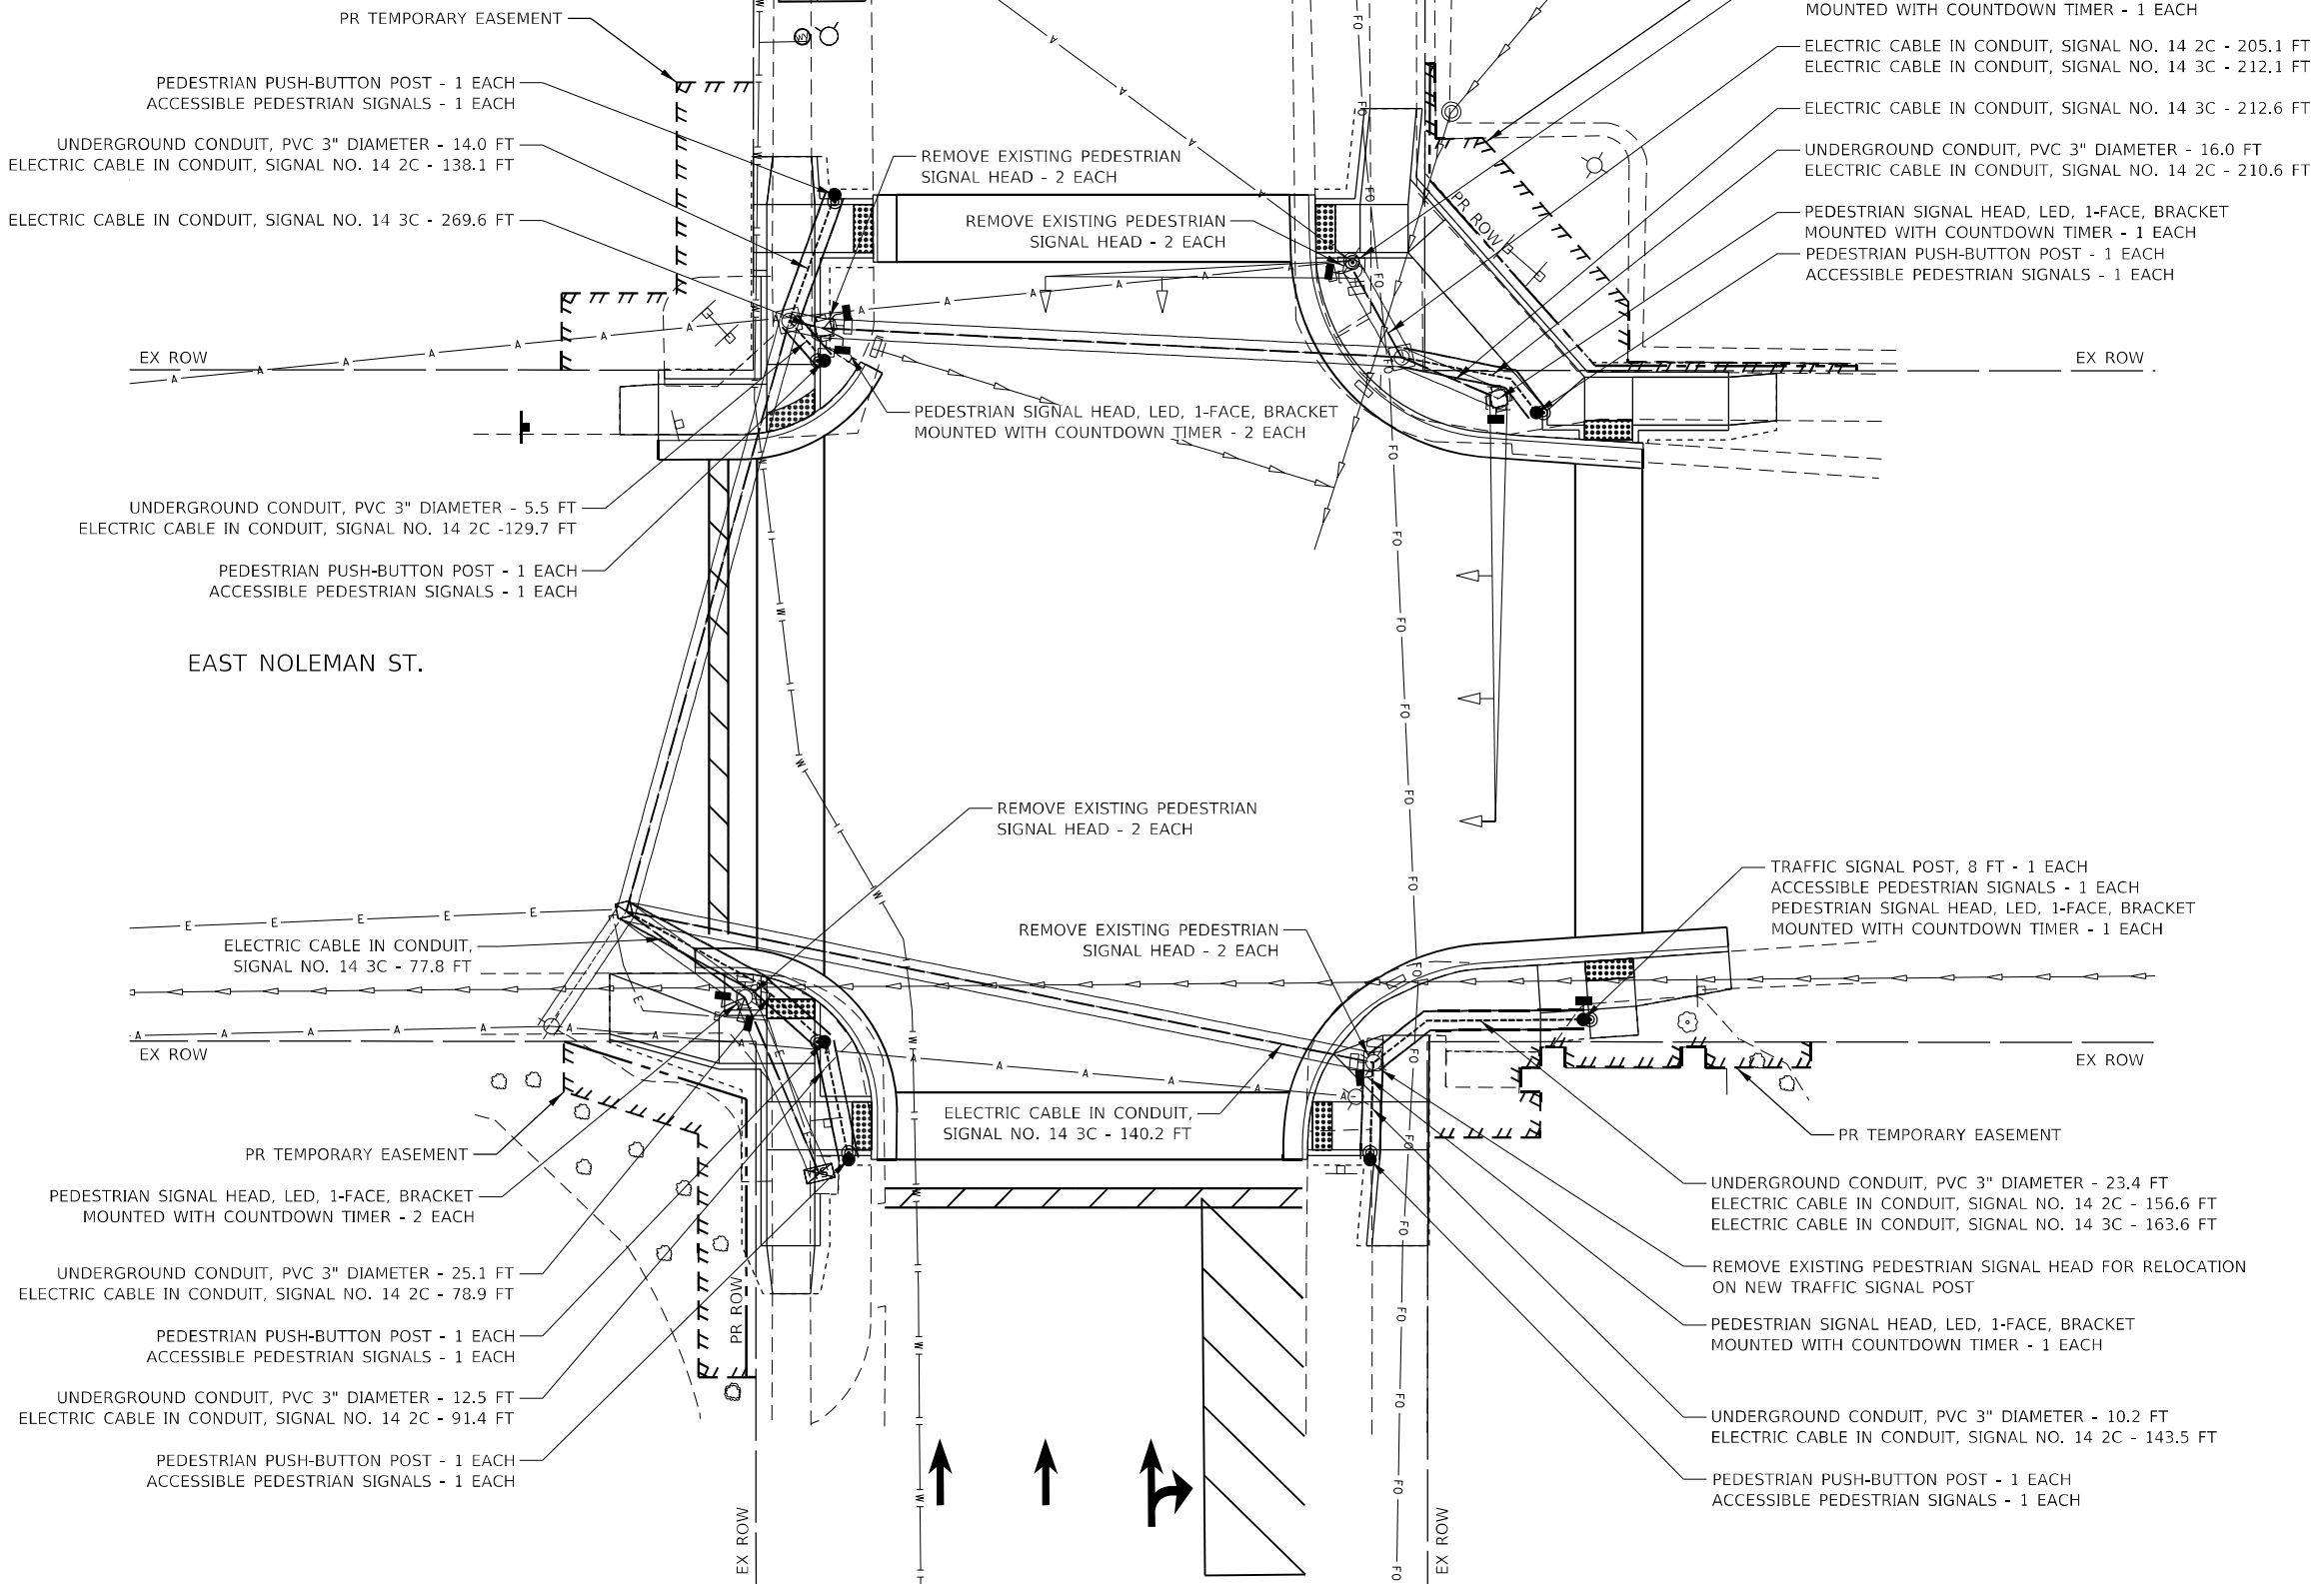 PR TEMPORARY EASEMENT
PEDESTRIAN PUSH-BUTTON POST - 1 EACH
ACCESSIBLE PEDESTRIAN SIGNALS - 1 EACH
UNDERGROUND CONDUIT, PVC 3" DIAMETER - 14.0 FT
ELECTRIC CABLE IN CONDUIT, SIGNAL NO. 14 2C - 138.1 FT
ELECTRIC CABLE IN CONDUIT, SIGNAL NO. 14 3C - 269.6 FT
EX ROW
UNDERGROUND CONDUIT, PVC 3" DIAMETER - 5.5 FT
ELECTRIC CABLE IN CONDUIT, SIGNAL NO. 14 2C -129.7 FT
PEDESTRIAN PUSH-BUTTON POST - 1 EACH
ACCESSIBLE PEDESTRIAN SIGNALS - 1 EACH
EAST NOLEMAN ST.
REMOVE EXISTING PEDESTRIAN
SIGNAL HEAD - 2 EACH
REMOVE EXISTING PEDESTRIAN
SIGNAL HEAD - 2 EACH
PEDESTRIAN SIGNAL HEAD, LED, 1-FACE, BRACKET
MOUNTED WITH COUNTDOWN TIMER - 2 EACH
MOUNTED WITH COUNTDOWN TIMER - 1 EACH
ELECTRIC CABLE IN CONDUIT, SIGNAL NO. 14 2C - 205.1 FT
ELECTRIC CABLE IN CONDUIT, SIGNAL NO. 14 3C - 212.1 FT
ELECTRIC CABLE IN CONDUIT, SIGNAL NO. 14 3C - 212.6 FT
UNDERGROUND CONDUIT, PVC 3" DIAMETER - 16.0 FT
ELECTRIC CABLE IN CONDUIT, SIGNAL NO. 14 2C - 210.6 FT
PEDESTRIAN SIGNAL HEAD, LED, 1-FACE, BRACKET
MOUNTED WITH COUNTDOWN TIMER - 1 EACH
PEDESTRIAN PUSH-BUTTON POST - 1 EACH
ACCESSIBLE PEDESTRIAN SIGNALS - 1 EACH
PR ROW
EX ROW
REMOVE EXISTING PEDESTRIAN
SIGNAL HEAD - 2 EACH
REMOVE EXISTING PEDESTRIAN
SIGNAL HEAD - 2 EACH
TRAFFIC SIGNAL POST, 8 FT - 1 EACH
ACCESSIBLE PEDESTRIAN SIGNALS - 1 EACH
PEDESTRIAN SIGNAL HEAD, LED, 1-FACE, BRACKET
MOUNTED WITH COUNTDOWN TIMER - 1 EACH
ELECTRIC CABLE IN CONDUIT,
SIGNAL NO. 14 3C - 77.8 FT
EX ROW
EX ROW
ELECTRIC CABLE IN CONDUIT,
SIGNAL NO. 14 3C - 140.2 FT
PR TEMPORARY EASEMENT
PEDESTRIAN SIGNAL HEAD, LED, 1-FACE, BRACKET
MOUNTED WITH COUNTDOWN TIMER - 2 EACH
UNDERGROUND CONDUIT, PVC 3" DIAMETER - 25.1 FT
ELECTRIC CABLE IN CONDUIT, SIGNAL NO. 14 2C - 78.9 FT
PEDESTRIAN PUSH-BUTTON POST - 1 EACH
ACCESSIBLE PEDESTRIAN SIGNALS - 1 EACH
UNDERGROUND CONDUIT, PVC 3" DIAMETER - 12.5 FT
ELECTRIC CABLE IN CONDUIT, SIGNAL NO. 14 2C - 91.4 FT
PEDESTRIAN PUSH-BUTTON POST - 1 EACH
ACCESSIBLE PEDESTRIAN SIGNALS - 1 EACH
PR ROW
EX ROW
EX ROW
PR TEMPORARY EASEMENT
UNDERGROUND CONDUIT, PVC 3" DIAMETER - 23.4 FT
ELECTRIC CABLE IN CONDUIT, SIGNAL NO. 14 2C - 156.6 FT
ELECTRIC CABLE IN CONDUIT, SIGNAL NO. 14 3C - 163.6 FT
REMOVE EXISTING PEDESTRIAN SIGNAL HEAD FOR RELOCATION
ON NEW TRAFFIC SIGNAL POST
PEDESTRIAN SIGNAL HEAD, LED, 1-FACE, BRACKET
MOUNTED WITH COUNTDOWN TIMER - 1 EACH
UNDERGROUND CONDUIT, PVC 3" DIAMETER - 10.2 FT
ELECTRIC CABLE IN CONDUIT, SIGNAL NO. 14 2C - 143.5 FT
PEDESTRIAN PUSH-BUTTON POST - 1 EACH
ACCESSIBLE PEDESTRIAN SIGNALS - 1 EACH